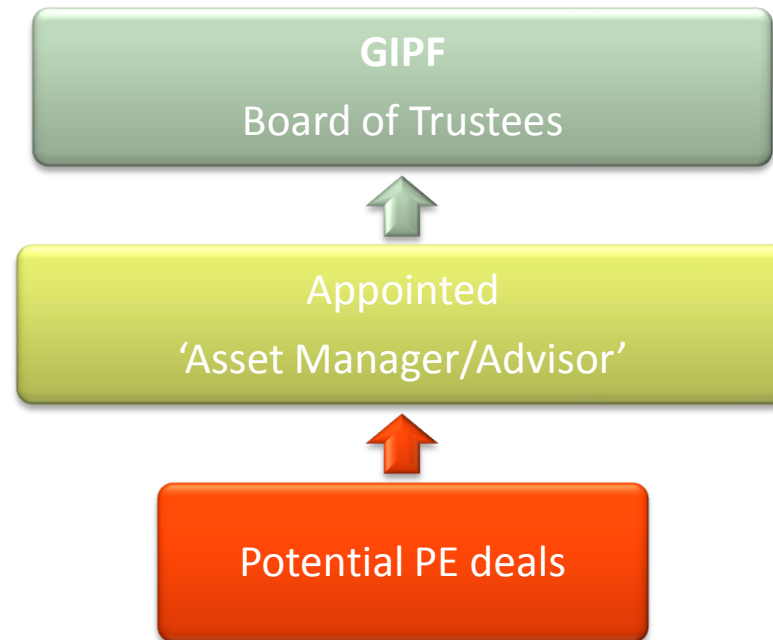 GIPF
Board of Trustees
Appointed
‘Asset Manager/Advisor’
Potential PE deals